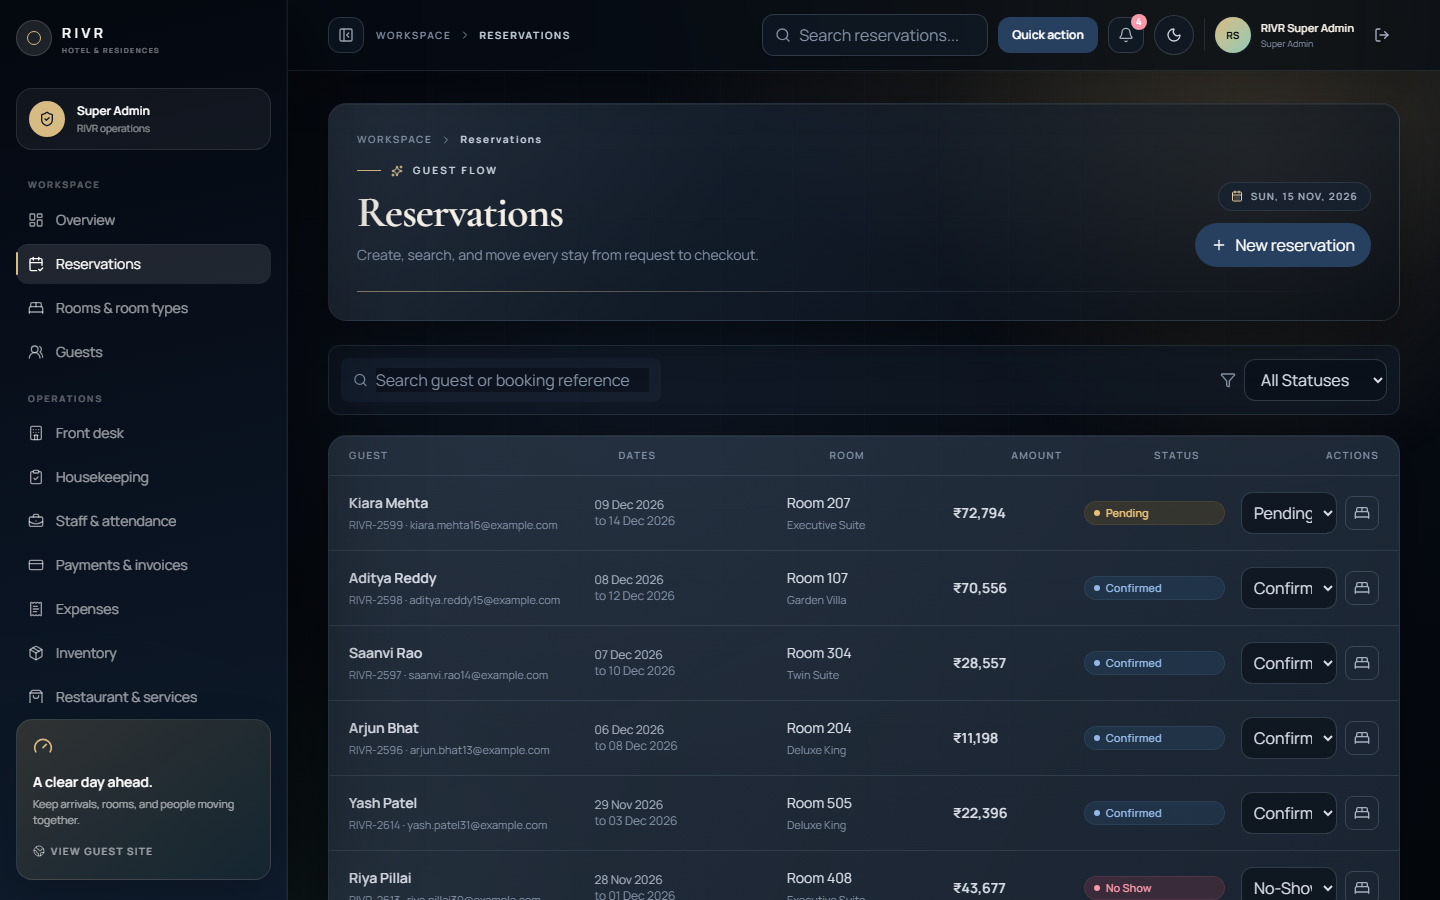 RIVR
HOTEL & RESIDENCES
Super Admin
RIVR operations
WORKSPACE
Overview
Reservations
Rooms & room types
Guests
OPERATIONS
Front desk
Housekeeping
Staff & attendance
Payments & invoices
Expenses
Inventory
Restaurant & services
A clear day ahead.
Keep arrivals, rooms, and people moving
together.
VIEW GUEST SITE
WORKSPACE > RESERVATIONS
Search reservations...
Quick action
4
RS
RIVR Super Admin
Super Admin
WORKSPACE > Reservations
GUEST FLOW
Reservations
Create, search, and move every stay from request to checkout.
SUN, 15 NOV, 2026
+ New reservation
Search guest or booking reference
All Statuses
GUEST DATES ROOM AMOUNT STATUS ACTIONS
Kiara Mehta
RIVR-2599 · kiara.mehta16@example.com
09 Dec 2026
to 14 Dec 2026
Room 207
Executive Suite
₹72,794
Pending
Pending
Aditya Reddy
RIVR-2598 · aditya.reddy15@example.com
08 Dec 2026
to 12 Dec 2026
Room 107
Garden Villa
₹70,556
Confirmed
Confirm
Saanvi Rao
RIVR-2597 · saanvi.rao14@example.com
07 Dec 2026
to 10 Dec 2026
Room 304
Twin Suite
₹28,557
Confirmed
Confirm
Arjun Bhat
RIVR-2596 · arjun.bhat13@example.com
06 Dec 2026
to 08 Dec 2026
Room 204
Deluxe King
₹11,198
Confirmed
Confirm
Yash Patel
RIVR-2614 · yash.patel31@example.com
29 Nov 2026
to 03 Dec 2026
Room 505
Deluxe King
₹22,396
Confirmed
Confirm
Riya Pillai
RIVR-2613 · riya.pillai30@example.com
28 Nov 2026
to 01 Dec 2026
Room 408
Executive Suite
₹43,677
No Show
No-Show